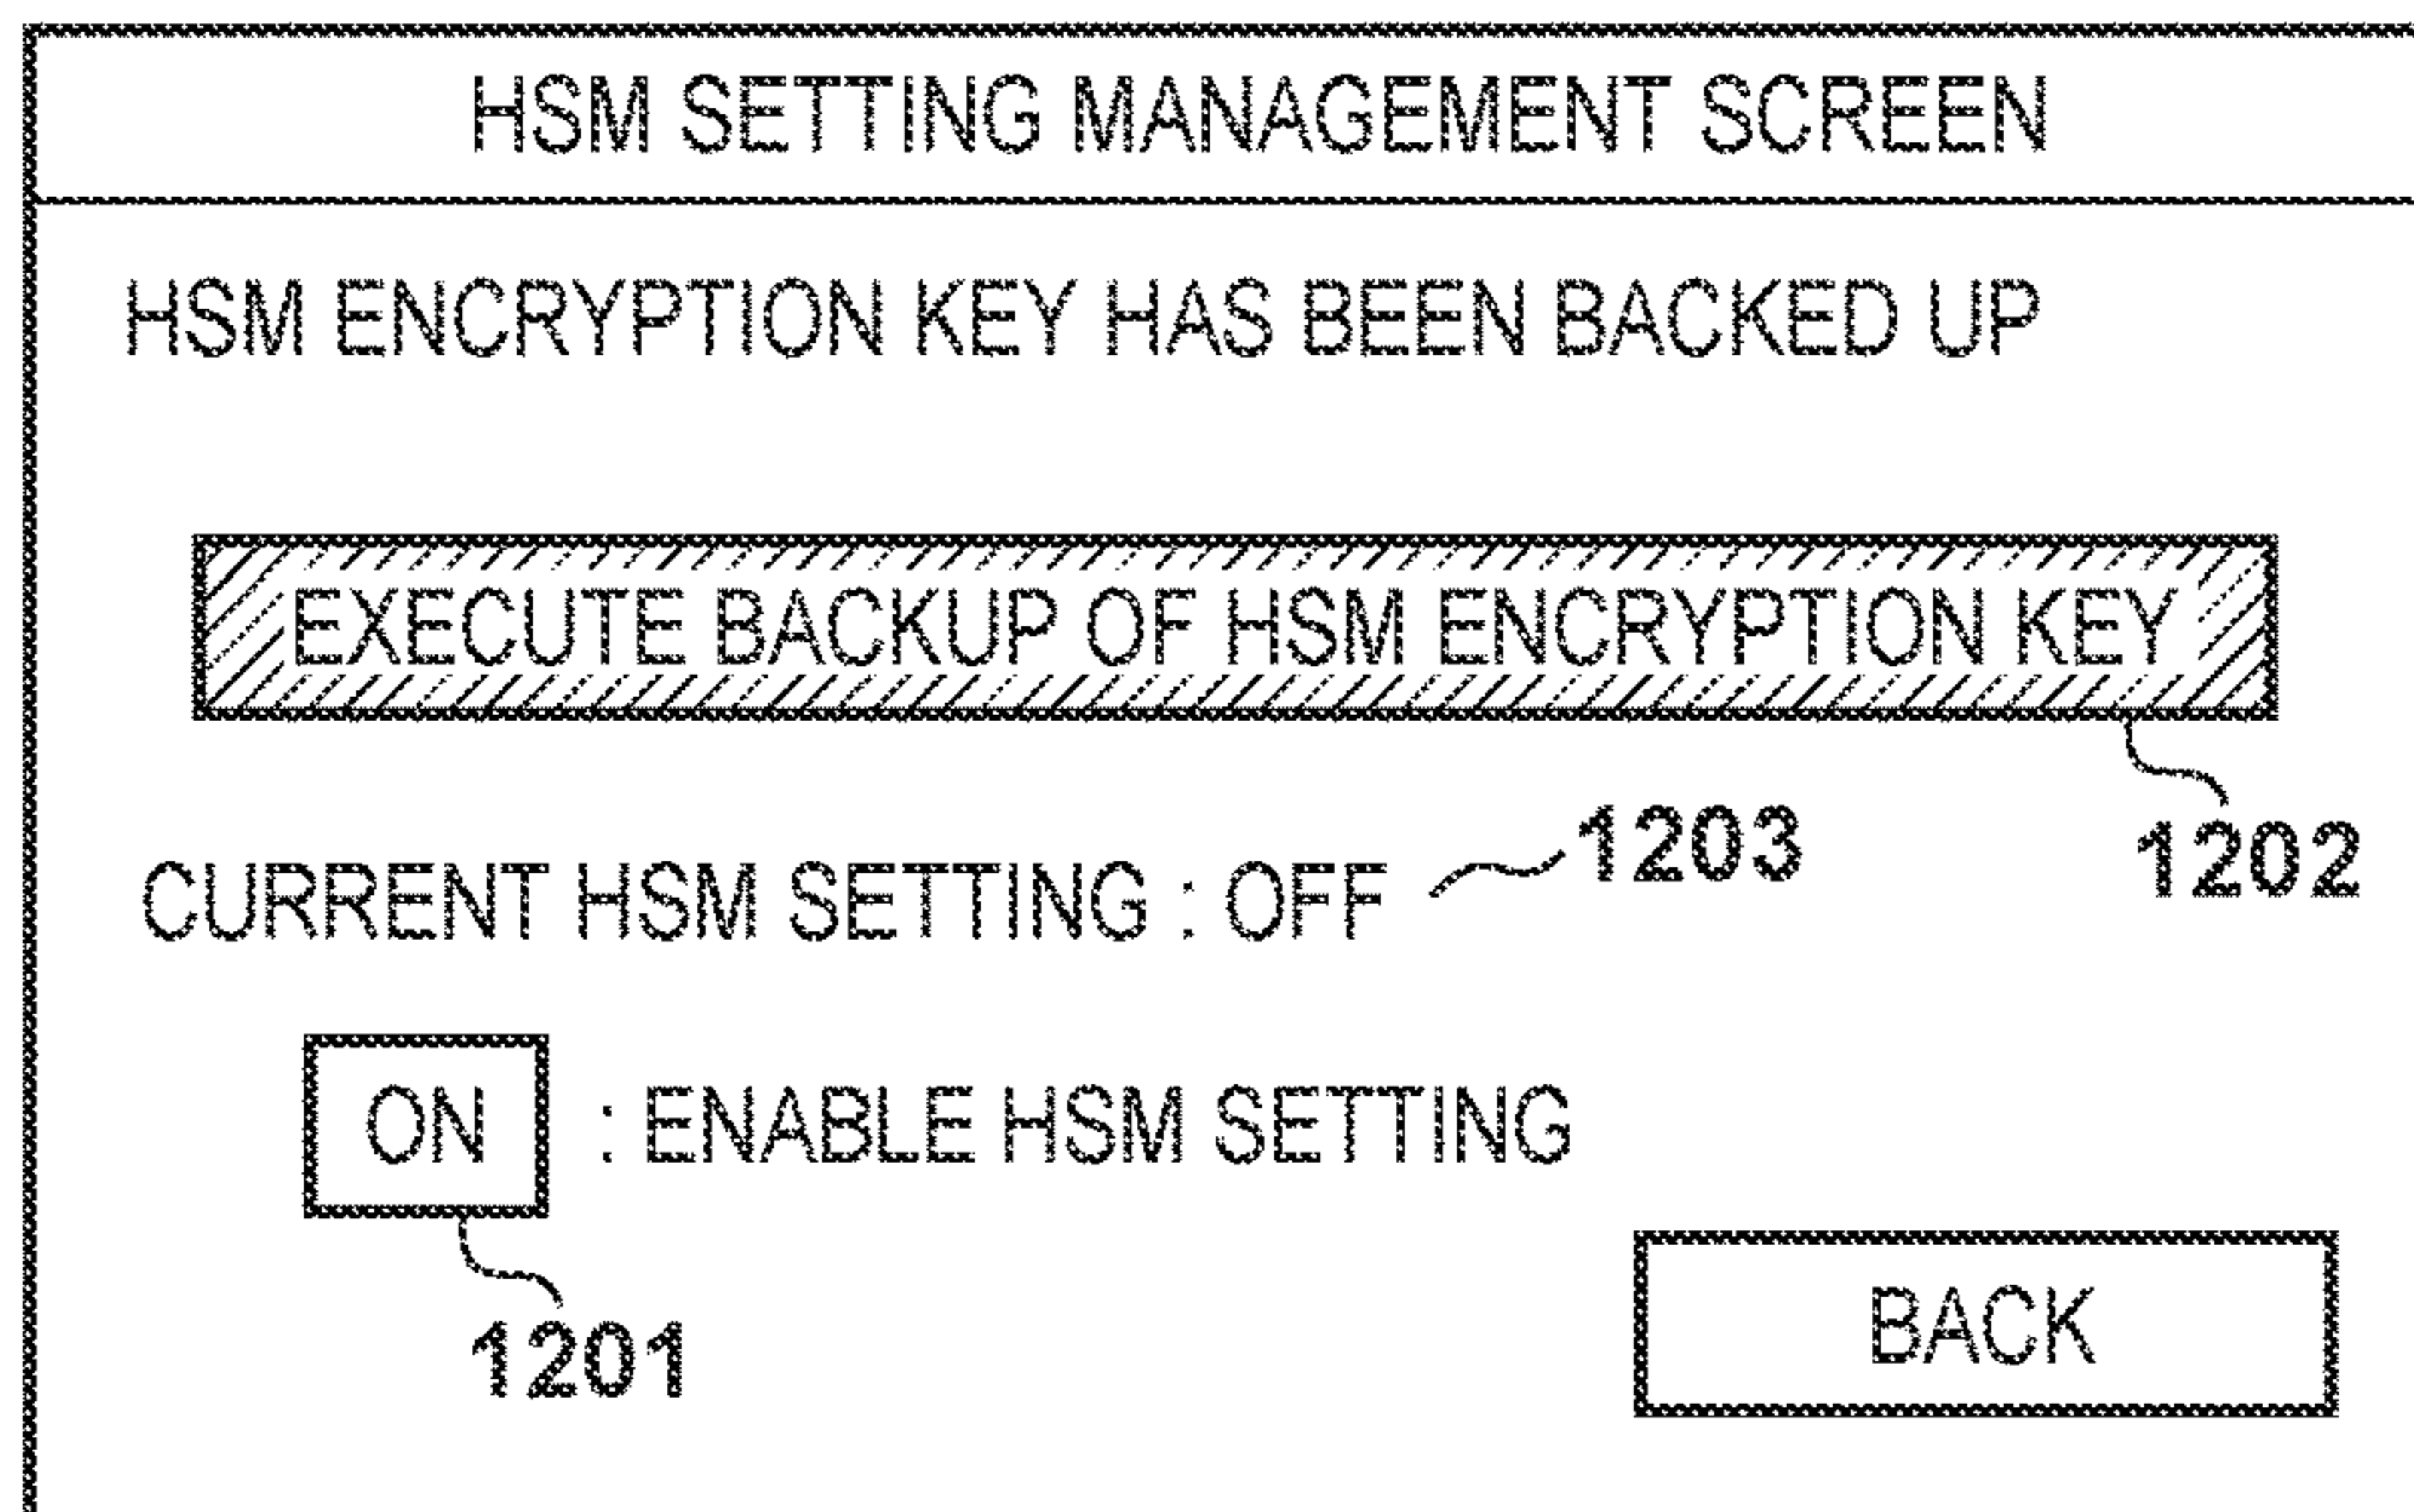 HSM SETTING MANAGEMENT SCREEN
HSM ENCRYPTION KEY HAS BEEN BACKED UP
EXECUTE BACKUP OF HSM ENCRYPTION KEY
1202
CURRENT HSM SETTING : OFF
1203
ON : ENABLE HSM SETTING
1201
BACK